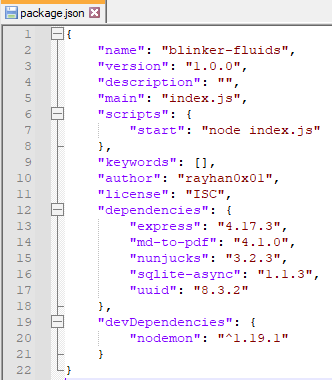 package.json
1 {
2 "name": "blinker-fluids",
3 "version": "1.0.0",
4 "description": "",
5 "main": "index.js",
6 "scripts": {
7 "start": "node index.js"
8 },
9 "keywords": [],
10 "author": "rayhan0x01",
11 "license": "ISC",
12 "dependencies": {
13 "express": "4.17.3",
14 "md-to-pdf": "4.1.0",
15 "nunjucks": "3.2.3",
16 "sqlite-async": "1.1.3",
17 "uuid": "8.3.2"
18 },
19 "devDependencies": {
20 "nodemon": "^1.19.1"
21 }
22 }